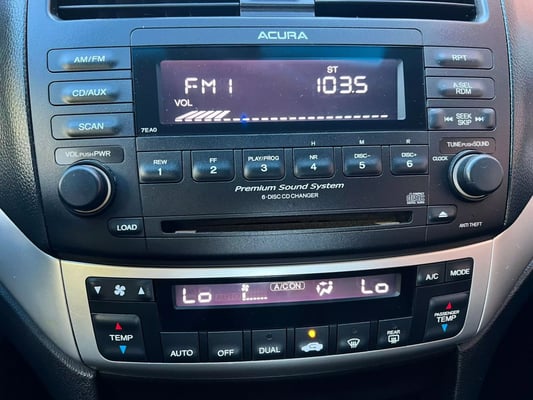 ACURA
AM/FM
CD/AUX
SCAN
FM1 ST 103.5
VOL
7EA0
RPT
A.SEL
RDM
SEEK
SKIP
VOL PUSH PWR
TUNE PUSH SOUND
H M R
REW 1
FF 2
PLAY/PROG 3
NR 4
DISC- 5
DISC+ 6
Premium Sound System
6-DISC CD CHANGER
CLOCK
LOAD
ANTI THEFT
Lo A/C ON Lo
A/C
MODE
TEMP
PASSENGER
TEMP
AUTO
OFF
DUAL
REAR